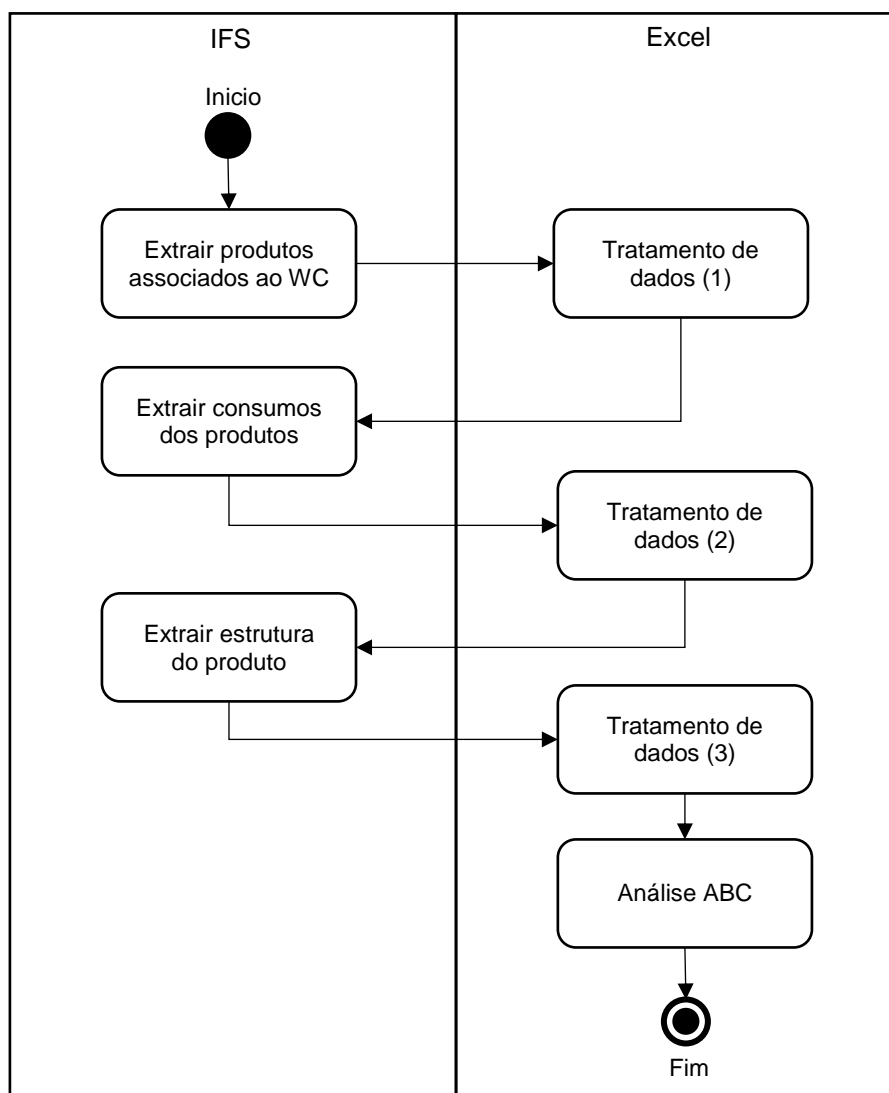 IFS
Excel
Inicio
Extrair produtos
associados ao WC
Tratamento de
dados (1)
Extrair consumos
dos produtos
Tratamento de
dados (2)
Extrair estrutura
do produto
Tratamento de
dados (3)
Análise ABC
Fim